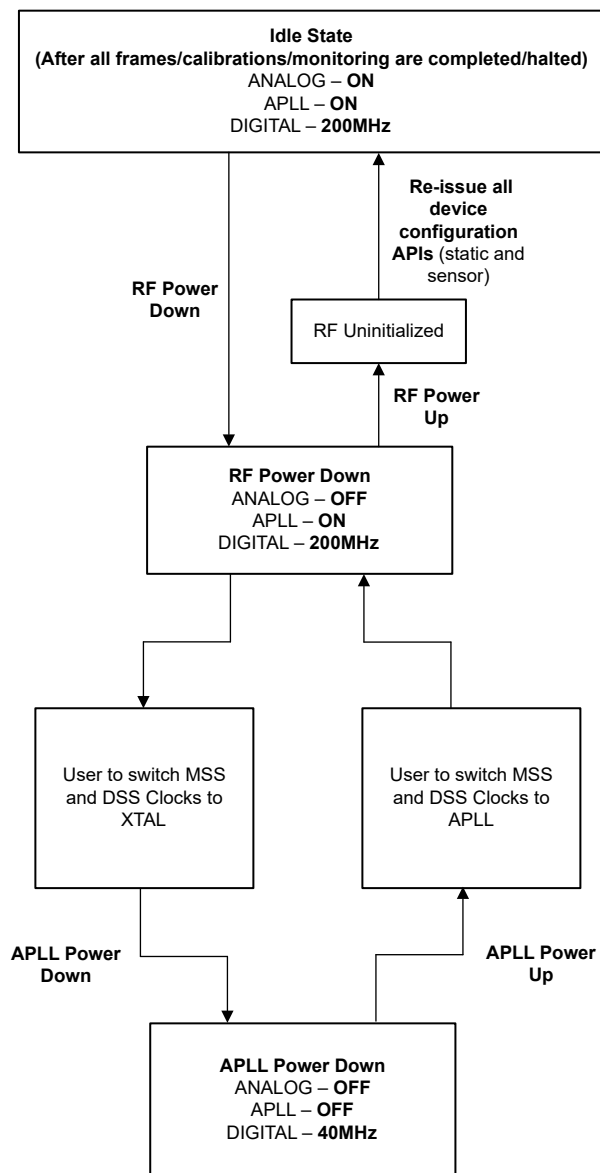 Idle State
(After all frames/calibrations/monitoring are completed/halted)
ANALOG – ON
APLL – ON
DIGITAL – 200MHz
Re-issue all
device
configuration
APIs (static and
sensor)
RF Power
Down
RF Uninitialized
RF Power
Up
RF Power Down
ANALOG – OFF
APLL – ON
DIGITAL – 200MHz
User to switch MSS
and DSS Clocks to
XTAL
User to switch MSS
and DSS Clocks to
APLL
APLL Power
Down
APLL Power
Up
APLL Power Down
ANALOG – OFF
APLL – OFF
DIGITAL – 40MHz